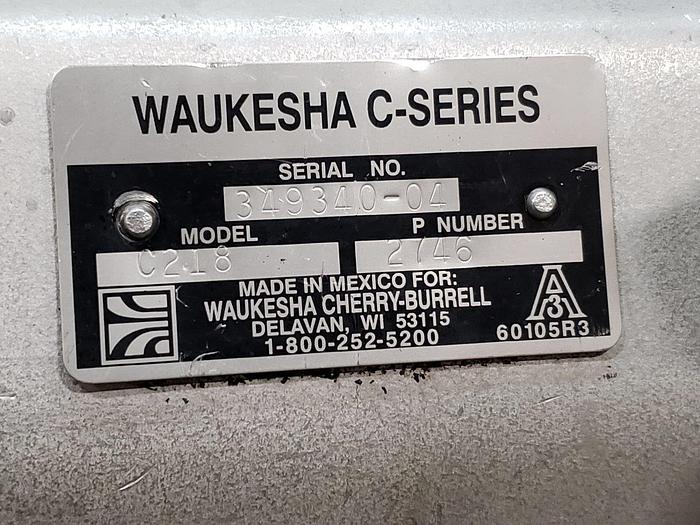 WAUKESHA C-SERIES
SERIAL NO.
349340-04
MODEL P NUMBER
C218 2746
MADE IN MEXICO FOR:
WAUKESHA CHERRY-BURRELL
DELAVAN, WI 53115
1-800-252-5200
A
3
60105R3